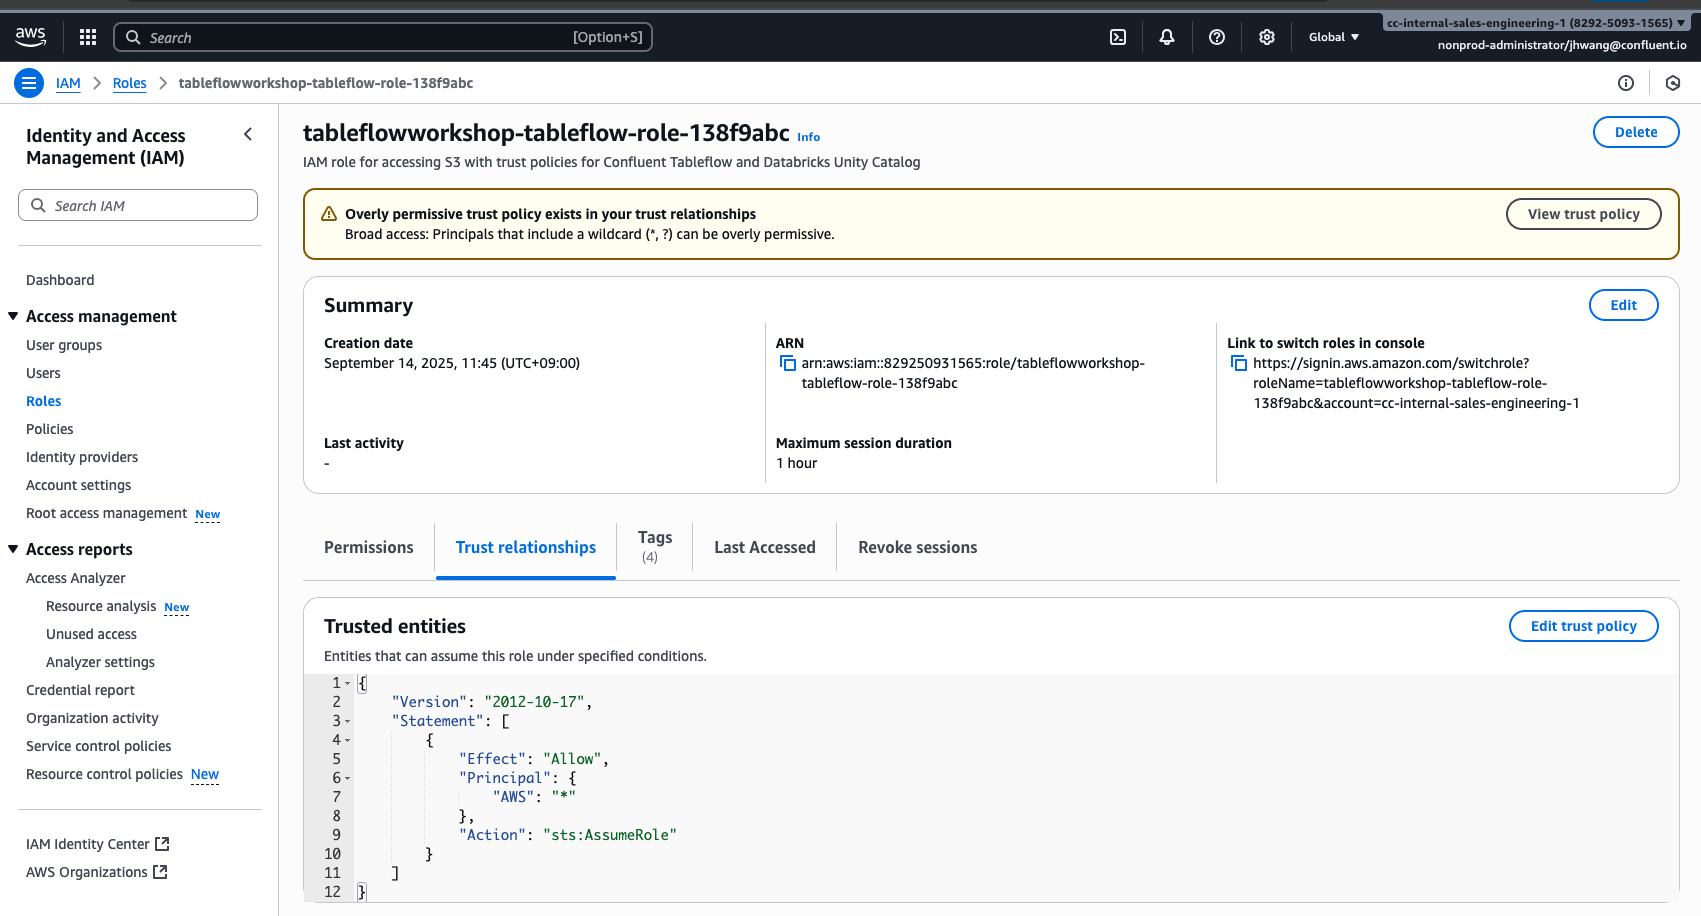 aws
Search
[Option+S]
Global
cc-internal-sales-engineering-1 (8292-5093-1565)
nonprod-administrator/jhwang@confluent.io
IAM
Roles
tableflowworkshop-tableflow-role-138f9abc
Identity and Access
Management (IAM)
Search IAM
Dashboard
Access management
User groups
Users
Roles
Policies
Identity providers
Account settings
Root access management New
Access reports
Access Analyzer
Resource analysis New
Unused access
Analyzer settings
Credential report
Organization activity
Service control policies
Resource control policies New
IAM Identity Center
AWS Organizations
tableflowworkshop-tableflow-role-138f9abc Info
Delete
IAM role for accessing S3 with trust policies for Confluent Tableflow and Databricks Unity Catalog
Overly permissive trust policy exists in your trust relationships
Broad access: Principals that include a wildcard (*, ?) can be overly permissive.
View trust policy
Summary
Edit
Creation date
September 14, 2025, 11:45 (UTC+09:00)
Last activity
-
ARN
arn:aws:iam::829250931565:role/tableflowworkshop-
tableflow-role-138f9abc
Maximum session duration
1 hour
Link to switch roles in console
https://signin.aws.amazon.com/switchrole?
roleName=tableflowworkshop-tableflow-role-
138f9abc&account=cc-internal-sales-engineering-1
Permissions
Trust relationships
Tags
(4)
Last Accessed
Revoke sessions
Trusted entities
Edit trust policy
Entities that can assume this role under specified conditions.
1 {
2 "Version": "2012-10-17",
3 "Statement": [
4 {
5 "Effect": "Allow",
6 "Principal": {
7 "AWS": "*"
8 },
9 "Action": "sts:AssumeRole"
10 }
11 ]
12 }